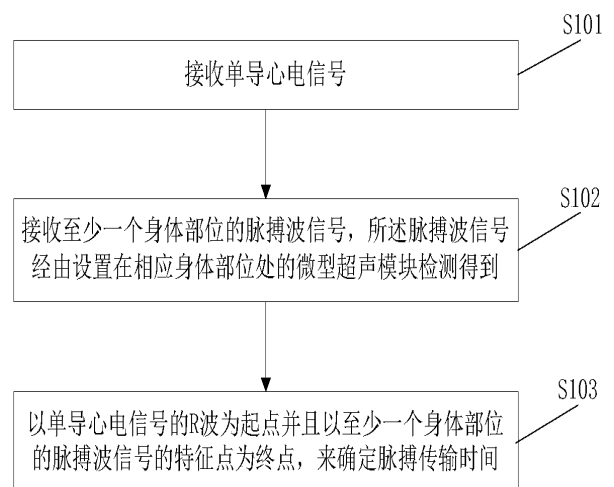 S101
接收单导心电信号
S102
接收至少一个身体部位的脉搏波信号，所述脉搏波信号
经由设置在相应身体部位处的微型超声模块检测得到
S103
以单导心电信号的R波为起点并且以至少一个身体部位
的脉搏波信号的特征点为终点，来确定脉搏传输时间